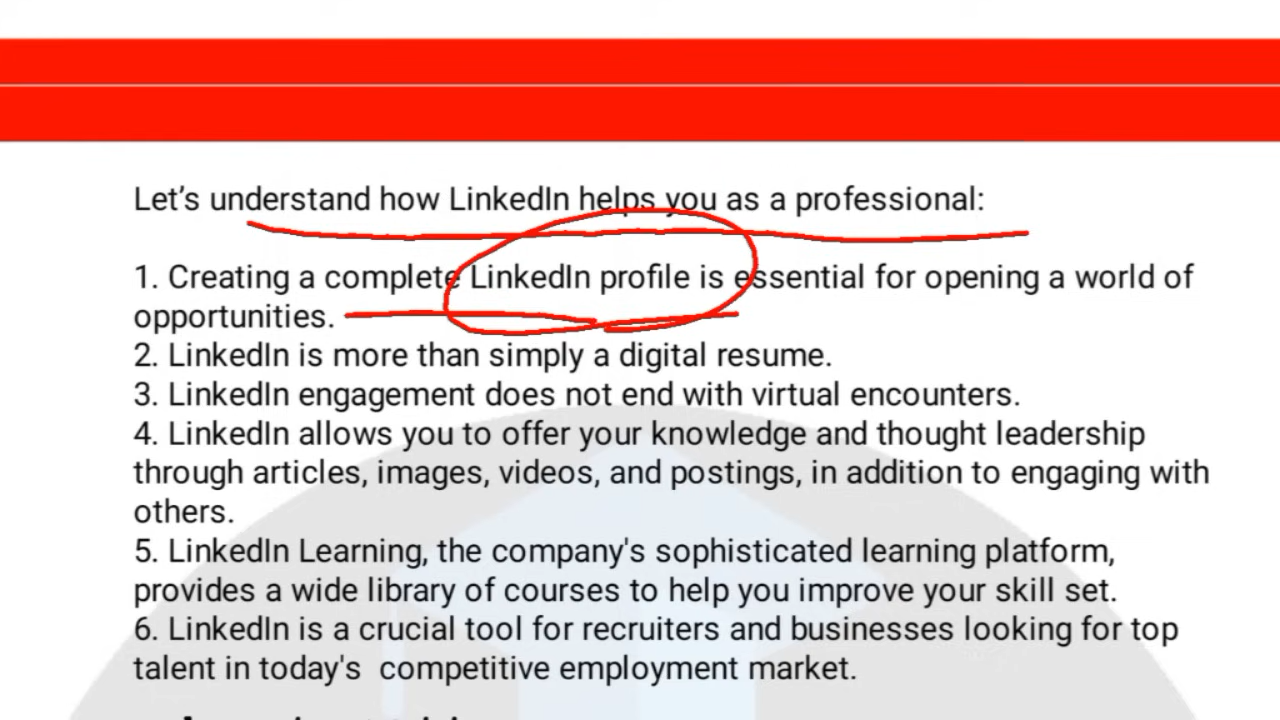 Let’s understand how LinkedIn helps you as a professional:
1. Creating a complete LinkedIn profile is essential for opening a world of
opportunities.
2. LinkedIn is more than simply a digital resume.
3. LinkedIn engagement does not end with virtual encounters.
4. LinkedIn allows you to offer your knowledge and thought leadership
through articles, images, videos, and postings, in addition to engaging with
others.
5. LinkedIn Learning, the company's sophisticated learning platform,
provides a wide library of courses to help you improve your skill set.
6. LinkedIn is a crucial tool for recruiters and businesses looking for top
talent in today's  competitive employment market.